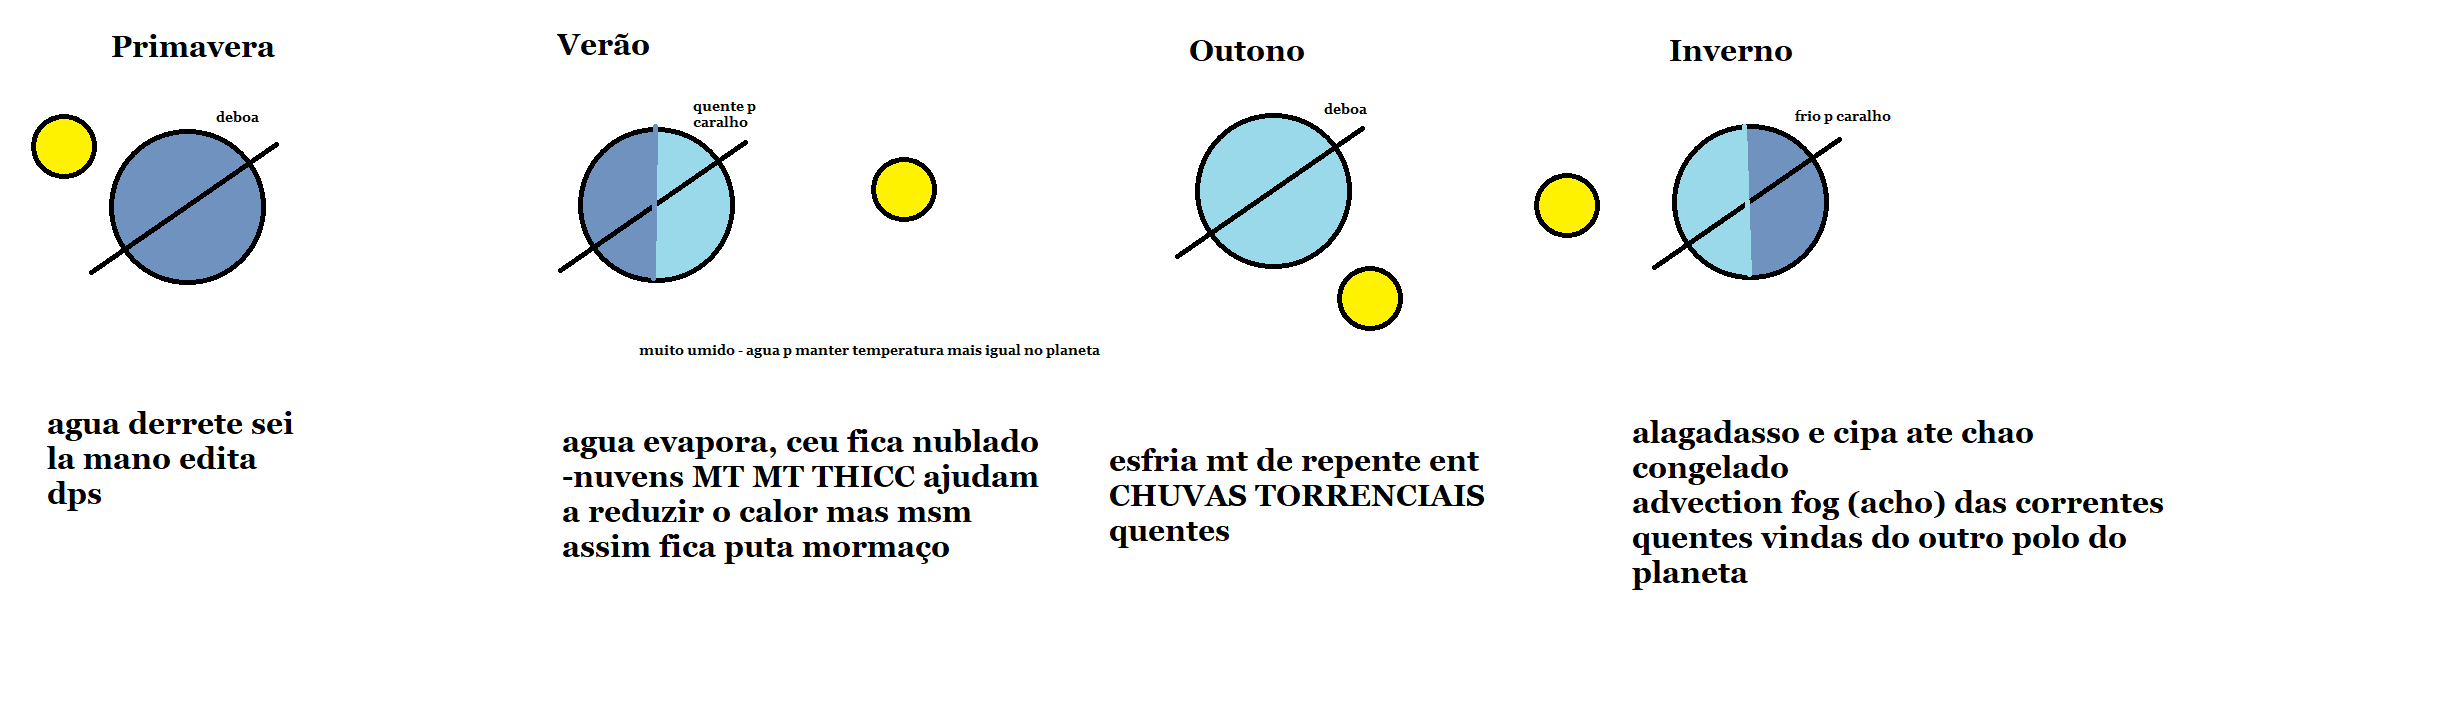 Primavera
deboa
agua derrete sei
la mano edita
dps
Verão
quente p
caralho
muito umido - agua p manter temperatura mais igual no planeta
agua evapora, ceu fica nublado
-nuvens MT MT THICC ajudam
a reduzir o calor mas msm
assim fica puta mormaço
Outono
deboa
esfria mt de repente ent
CHUVAS TORRENCIAIS
quentes
Inverno
frio p caralho
alagadasso e cipa ate chao
congelado
advection fog (acho) das correntes
quentes vindas do outro polo do
planeta